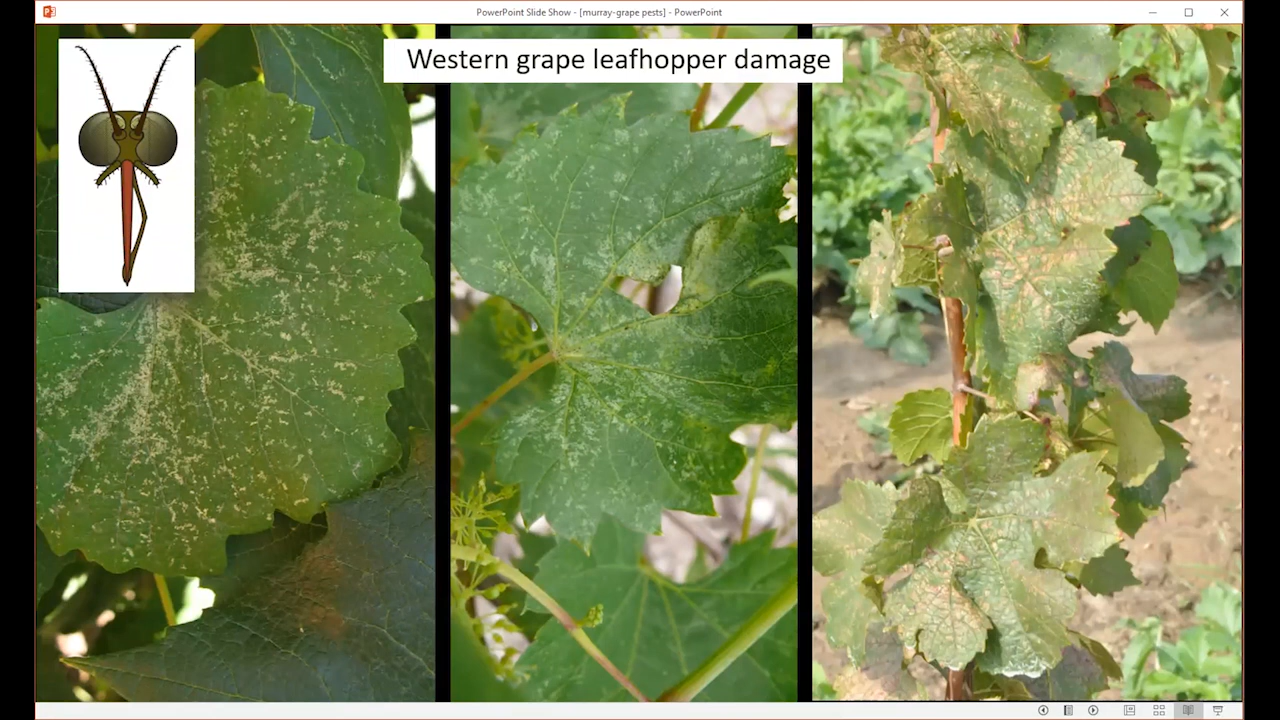 PowerPoint Slide Show - [murray-grape pests] - PowerPoint
Western grape leafhopper damage